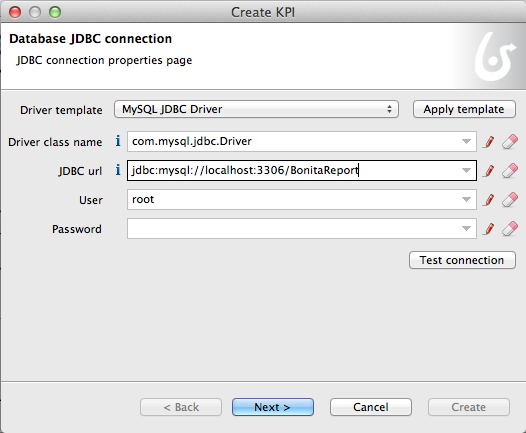 Create KPI
Database JDBC connection
JDBC connection properties page
Driver template MySQL JDBC Driver Apply template
Driver class name i com.mysql.jdbc.Driver
JDBC url i jdbc:mysql://localhost:3306/BonitaReport
User root
Password
Test connection
< Back Next > Cancel Create